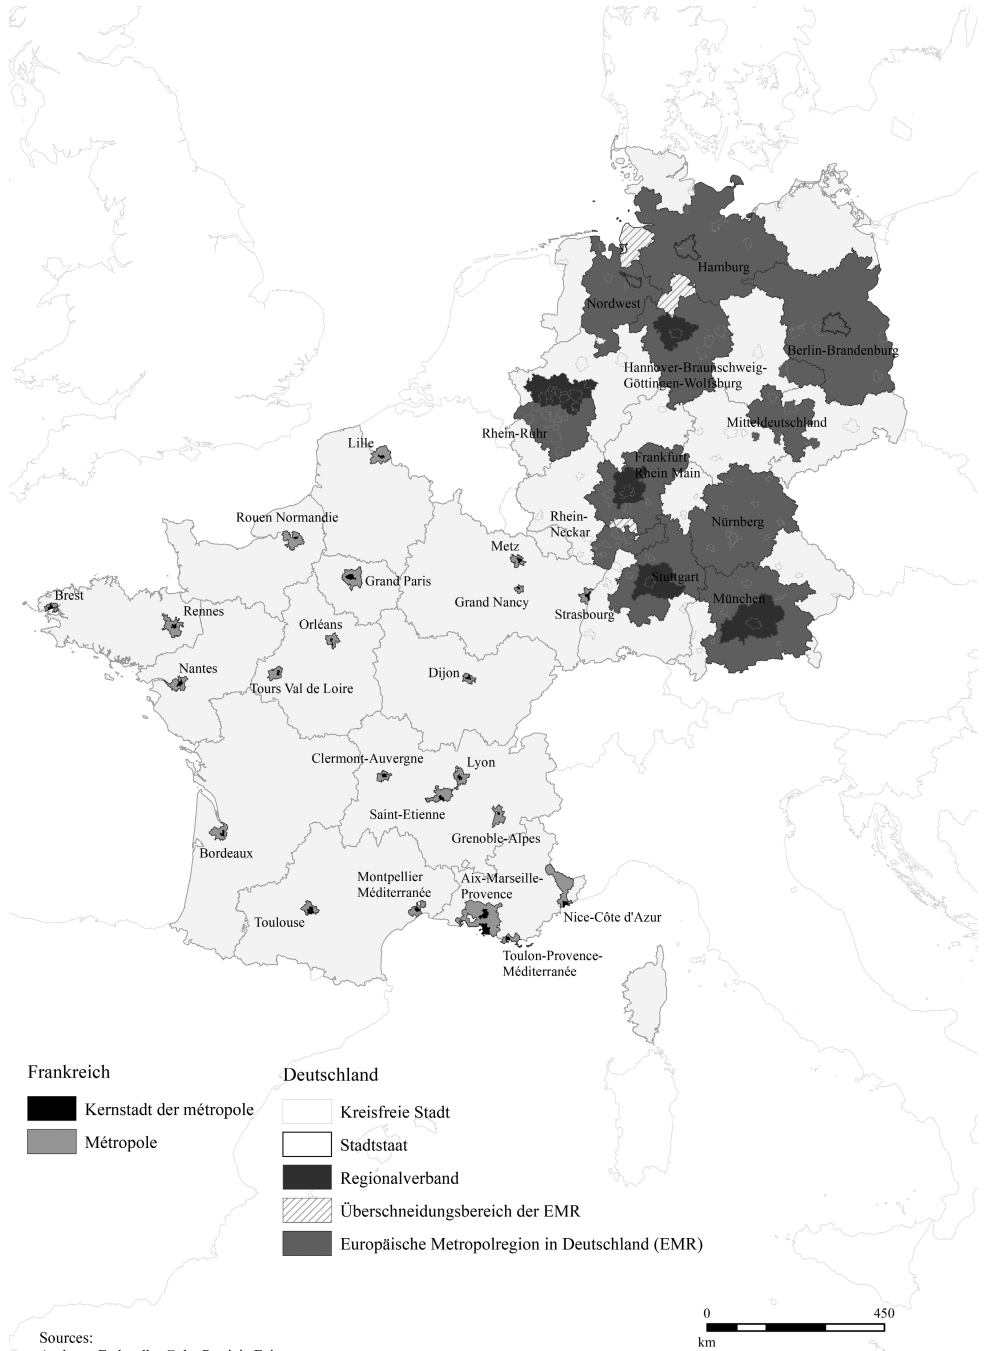 Hamburg
Nordwest
Berlin-Brandenburg
Hannover-Braunschweig-
Göttingen-Wolfsburg
Mitteldeutschland
Rhein-Ruhr
Frankfurt
Rhein Main
Rhein-
Neckar
Nürnberg
Stuttgart
München
Lille
Rouen Normandie
Metz
Grand Paris
Grand Nancy
Strasbourg
Brest
Rennes
Orléans
Nantes
Tours Val de Loire
Dijon
Clermont-Auvergne
Lyon
Saint-Etienne
Grenoble-Alpes
Bordeaux
Montpellier
Méditerranée
Aix-Marseille-
Provence
Toulouse
Nice-Côte d'Azur
Toulon-Provence-
Méditerranée
Frankreich
Kernstadt der métropole
Métropole
Deutschland
Kreisfreie Stadt
Stadtstaat
Regionalverband
Überschneidungsbereich der EMR
Europäische Metropolregion in Deutschland (EMR)
0 450
km
Sources: